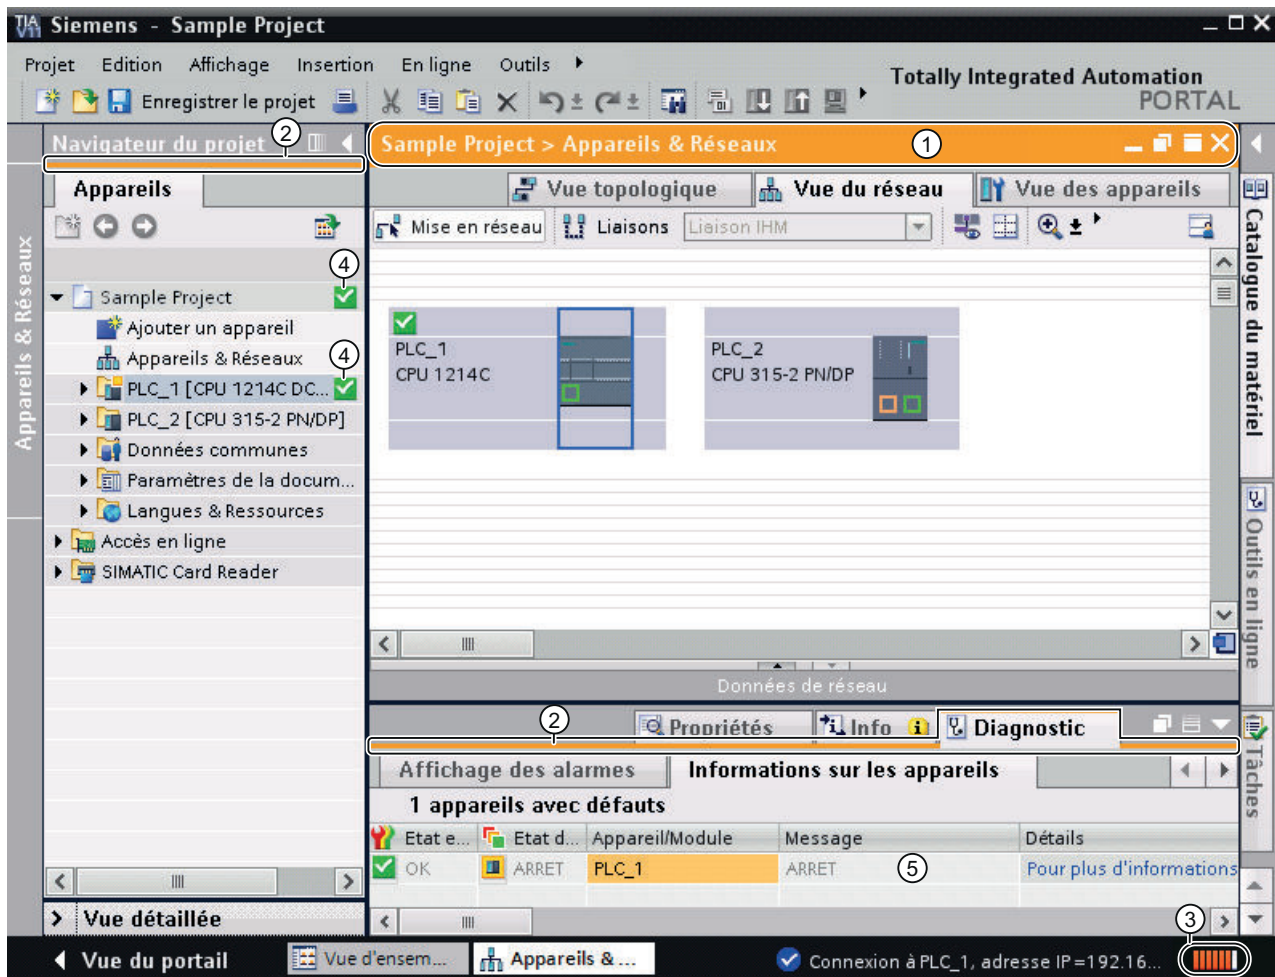 TIA V11 Siemens - Sample Project
Projet Edition Affichage Insertion En ligne Outils
Enregistrer le projet
Totally Integrated Automation
PORTAL
Navigateur du projet 2
Sample Project > Appareils & Réseaux 1
Appareils
Vue topologique Vue du réseau Vue des appareils
Mise en réseau Liaisons Liaison IHM
4
Sample Project
Ajouter un appareil
Appareils & Réseaux 4
PLC_1 [CPU 1214C DC...
PLC_2 [CPU 315-2 PN/DP]
Données communes
Paramètres de la docum...
Langues & Ressources
Accès en ligne
SIMATIC Card Reader
Appareils & Réseaux
PLC_1
CPU 1214C
PLC_2
CPU 315-2 PN/DP
Données de réseau
2
Propriétés Info Diagnostic
Affichage des alarmes Informations sur les appareils
1 appareils avec défauts
Etat e... Etat d... Appareil/Module Message Détails
OK ARRET PLC_1 ARRET 5 Pour plus d'informations
Catalogue du matériel
Outils en ligne
Tâches
Vue détaillée
3
Vue du portail Vue d'ensem... Appareils & ... Connexion à PLC_1, adresse IP=192.16...